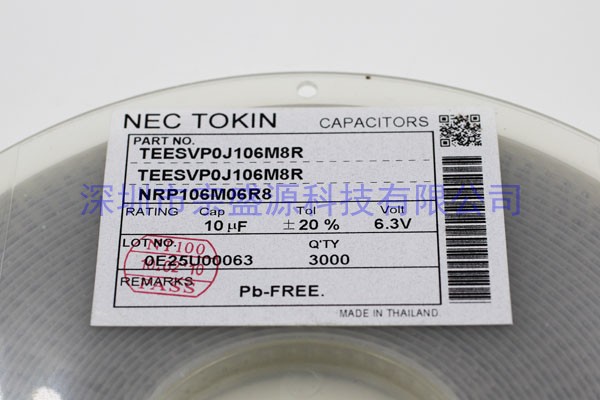 NEC TOKIN CAPACITORS
PART NO.
TEESVP0J106M8R
TEESVP0J106M8R
NRP106M06R8
RATING Cap Tol Volt
10 μF ±20 % 6.3V
LOT NO. Q'TY
0E25U00063 3000
REMARKS
Pb-FREE.
MADE IN THAILAND.
PASS
深圳市 盛源科技有限公司